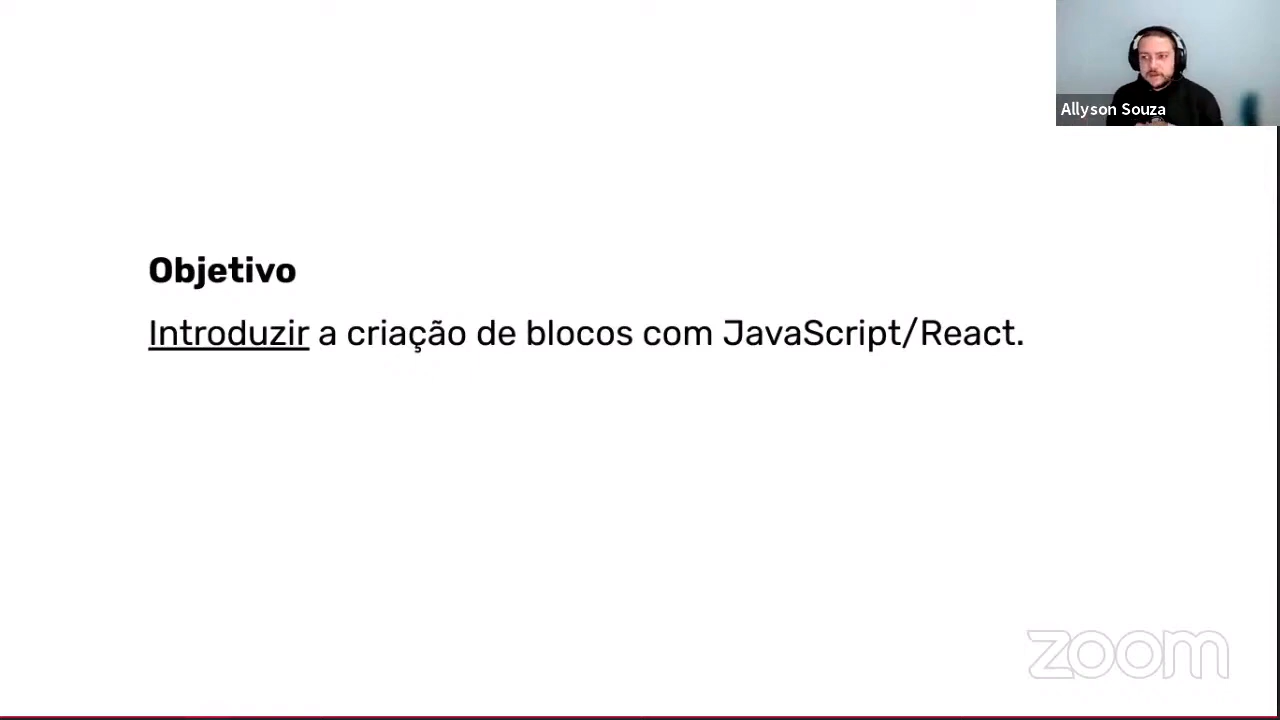 Allyson Souza
Objetivo
Introduzir a criação de blocos com JavaScript/React.
zoom